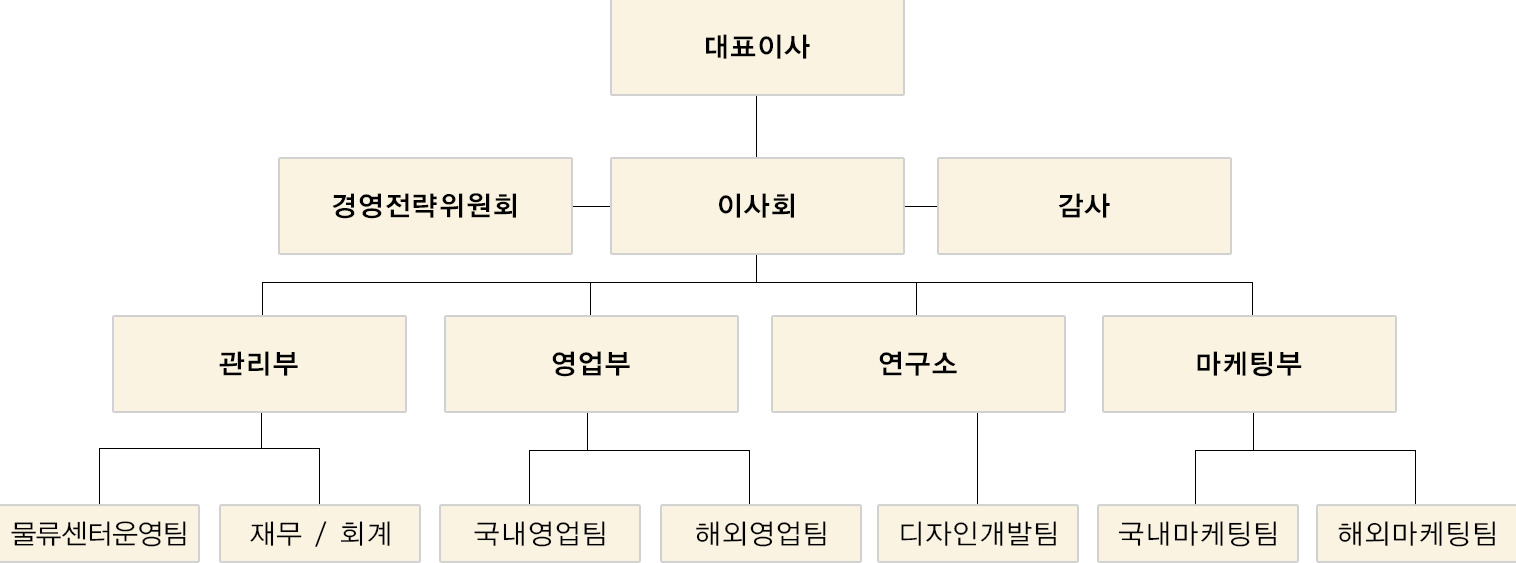 대표이사
경영전략위원회
이사회
감사
관리부
영업부
연구소
마케팅부
물류센터운영팀
재무 / 회계
국내영업팀
해외영업팀
디자인개발팀
국내마케팅팀
해외마케팅팀